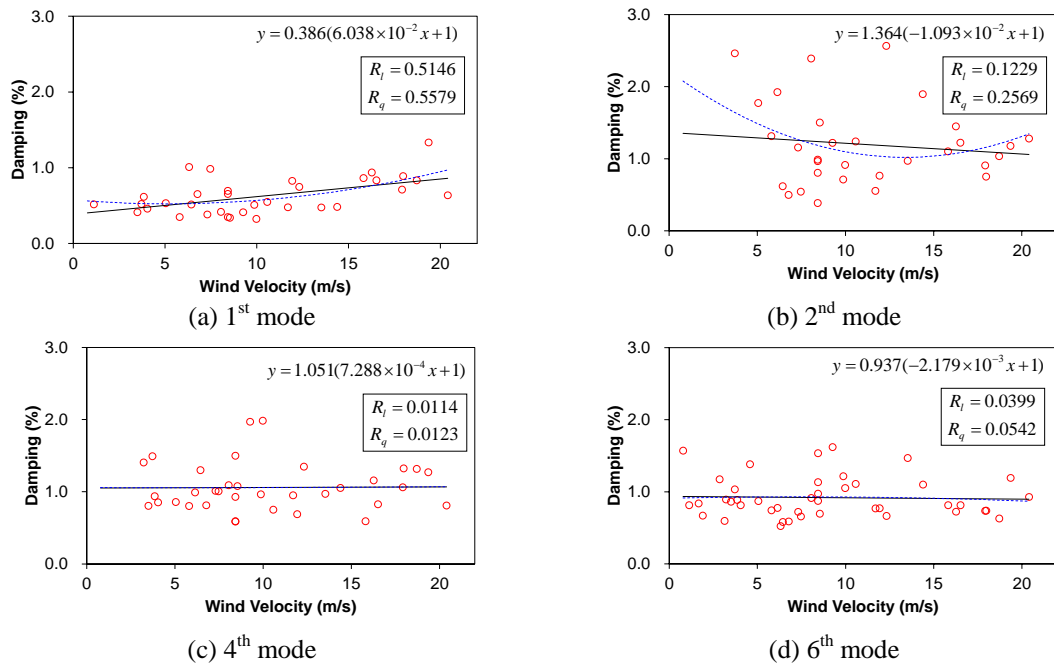 3.0
2.0
1.0
0.0
Damping (%)
y = 0.386(6.038×10⁻² x+1)
R_l = 0.5146
R_q = 0.5579
0 5 10 15 20
Wind Velocity (m/s)
(a) 1st mode
3.0
2.0
1.0
0.0
Damping (%)
y = 1.364(−1.093×10⁻² x+1)
R_l = 0.1229
R_q = 0.2569
0 5 10 15 20
Wind Velocity (m/s)
(b) 2nd mode
3.0
2.0
1.0
0.0
Damping (%)
y = 1.051(7.288×10⁻⁴ x+1)
R_l = 0.0114
R_q = 0.0123
0 5 10 15 20
Wind Velocity (m/s)
(c) 4th mode
3.0
2.0
1.0
0.0
Damping (%)
y = 0.937(−2.179×10⁻³ x+1)
R_l = 0.0399
R_q = 0.0542
0 5 10 15 20
Wind Velocity (m/s)
(d) 6th mode